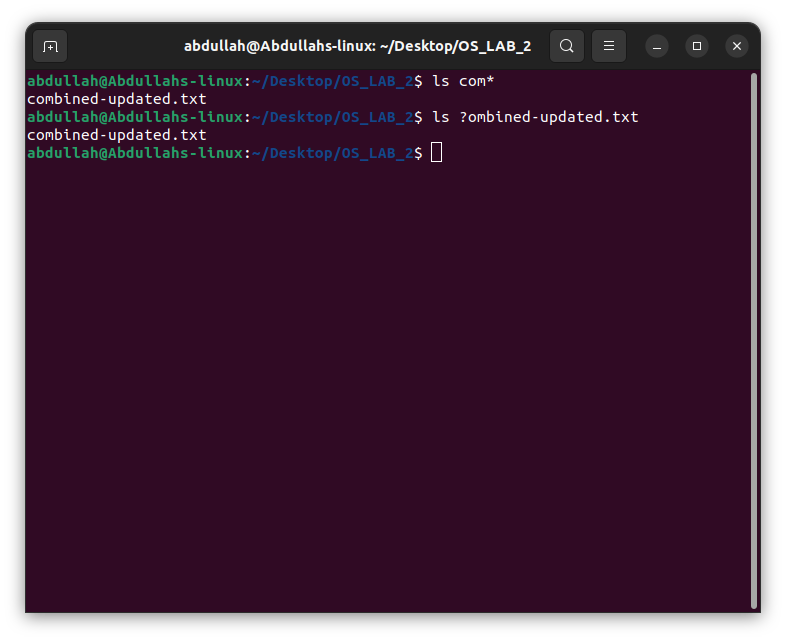 abdullah@Abdullahs-linux: ~/Desktop/OS_LAB_2
abdullah@Abdullahs-linux:~/Desktop/OS_LAB_2$ ls com*
combined-updated.txt
abdullah@Abdullahs-linux:~/Desktop/OS_LAB_2$ ls ?ombined-updated.txt
combined-updated.txt
abdullah@Abdullahs-linux:~/Desktop/OS_LAB_2$